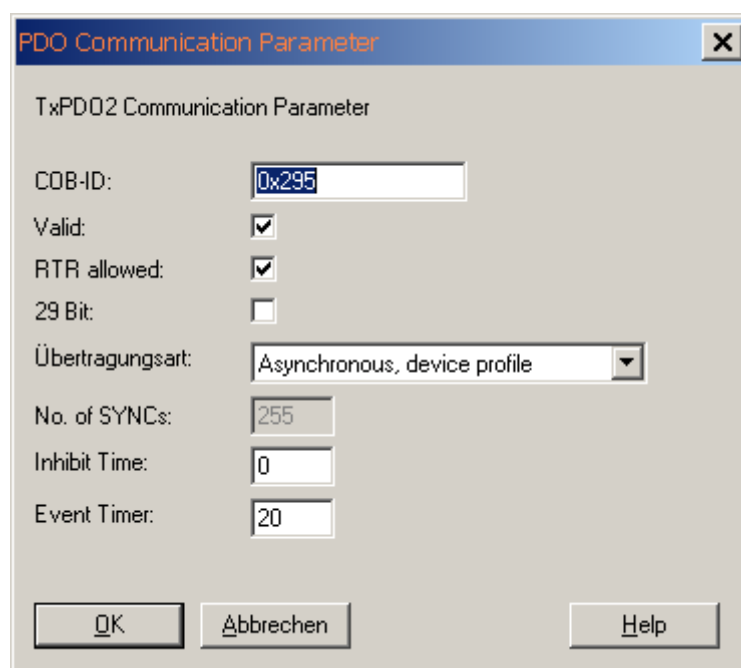 PDO Communication Parameter
TxPDO2 Communication Parameter
COB-ID: 0x295
Valid:
RTR allowed:
29 Bit:
Übertragungsart: Asynchronous, device profile
No. of SYNCs: 255
Inhibit Time: 0
Event Timer: 20
OK Abbrechen Help